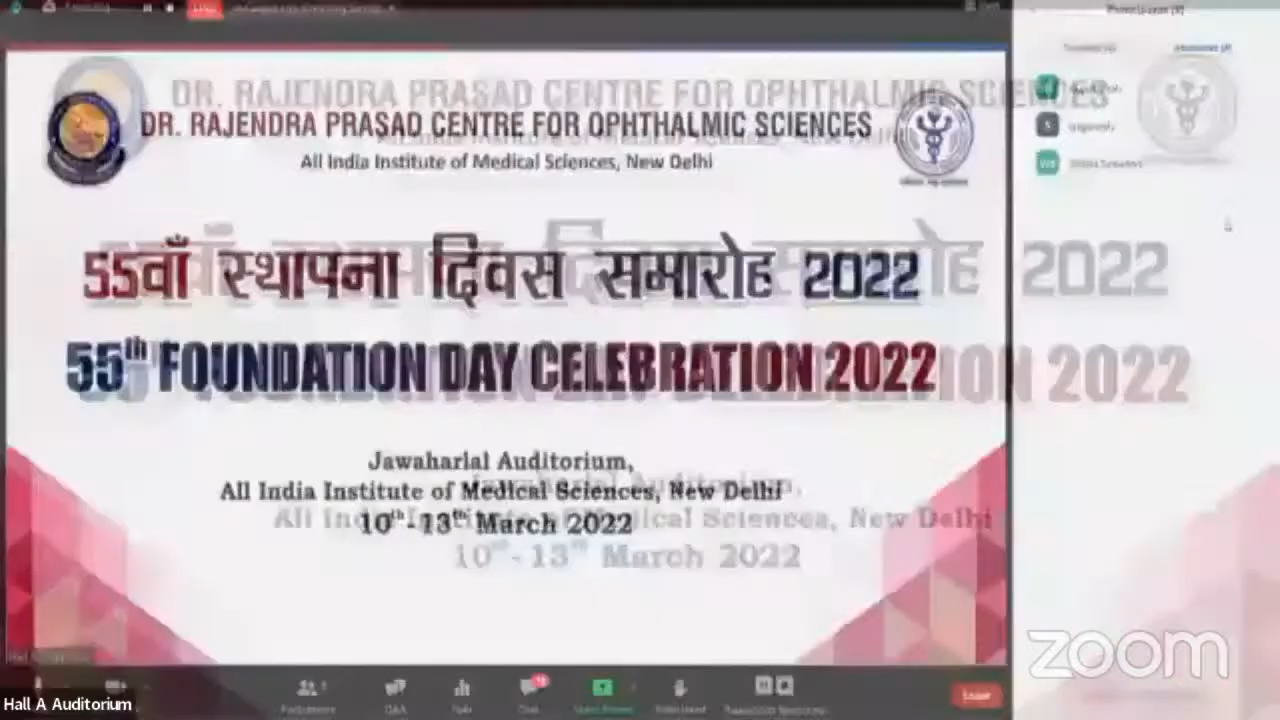 DR. RAJENDRA PRASAD CENTRE FOR OPHTHALMIC SCIENCES
All India Institute of Medical Sciences, New Delhi
55वाँ स्थापना दिवस समारोह 2022
55th FOUNDATION DAY CELEBRATION 2022
Jawaharlal Auditorium,
All India Institute of Medical Sciences, New Delhi
10th - 13th March 2022
zoom
Leave
Hall A Auditorium